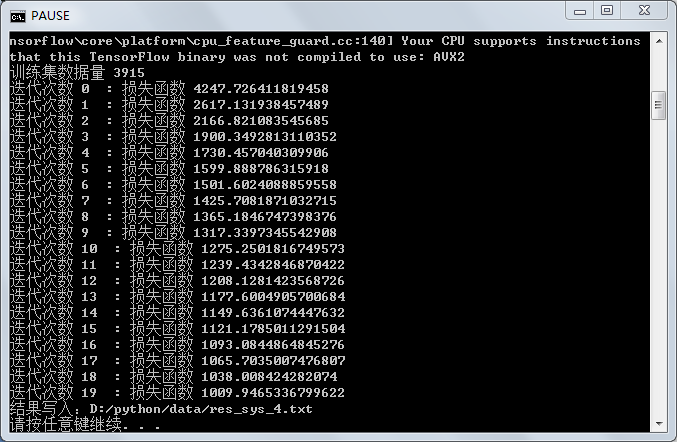 PAUSE
nsorflow\core\platform\cpu_feature_guard.cc:140] Your CPU supports instructions
that this TensorFlow binary was not compiled to use: AVX2
训练集数据量 3915
迭代次数 0  : 损失函数 4247.726411819458
迭代次数 1  : 损失函数 2617.131938457489
迭代次数 2  : 损失函数 2166.821083545685
迭代次数 3  : 损失函数 1900.3492813110352
迭代次数 4  : 损失函数 1730.457040309906
迭代次数 5  : 损失函数 1599.888786315918
迭代次数 6  : 损失函数 1501.6024088859558
迭代次数 7  : 损失函数 1425.7081871032715
迭代次数 8  : 损失函数 1365.1846747398376
迭代次数 9  : 损失函数 1317.3397345542908
迭代次数 10  : 损失函数 1275.2501816749573
迭代次数 11  : 损失函数 1239.4342846870422
迭代次数 12  : 损失函数 1208.1281423568726
迭代次数 13  : 损失函数 1177.6004905700684
迭代次数 14  : 损失函数 1149.6361074447632
迭代次数 15  : 损失函数 1121.1785011291504
迭代次数 16  : 损失函数 1093.0844864845276
迭代次数 17  : 损失函数 1065.7035007476807
迭代次数 18  : 损失函数 1038.008424282074
迭代次数 19  : 损失函数 1009.9465336799622
结果写入：D:/python/data/res_sys_4.txt
请按任意键继续. . .